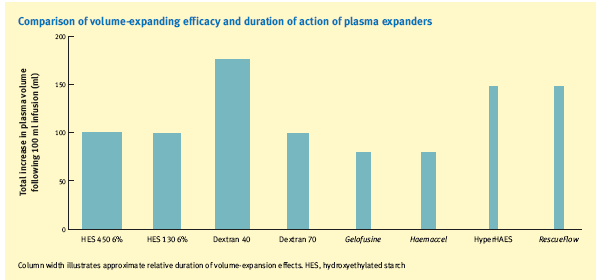 Comparison of volume-expanding efficacy and duration of action of plasma expanders
Total increase in plasma volume
following 100 ml infusion (ml)
200
150
100
50
0
HES 450 6%
HES 130 6%
Dextran 40
Dextran 70
Gelofusine
Haemaccel
HyperHAES
RescueFlow
Column width illustrates approximate relative duration of volume-expansion effects. HES, hydroxyethylated starch